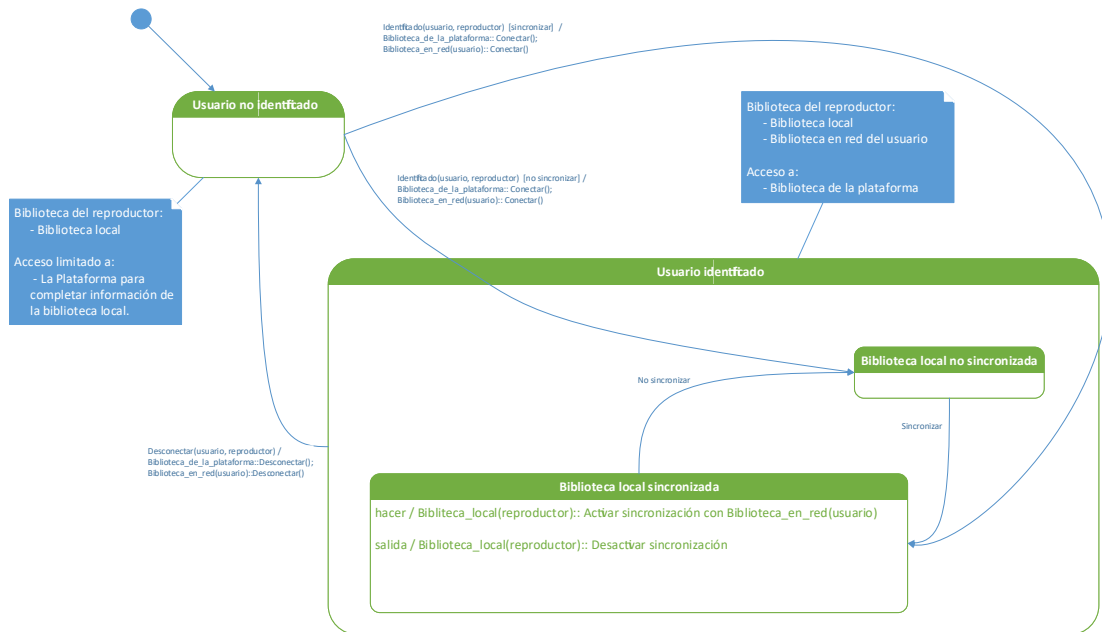 Identificado(usuario, reproductor) [sincronizar] /
Biblioteca_de_la_plataforma:: Conectar();
Biblioteca_en_red(usuario):: Conectar()
Usuario no identificado
Biblioteca del reproductor:
- Biblioteca local
- Biblioteca en red del usuario
Acceso a:
- Biblioteca de la plataforma
Identificado(usuario, reproductor) [no sincronizar] /
Biblioteca_de_la_plataforma:: Conectar();
Biblioteca_en_red(usuario):: Conectar()
Biblioteca del reproductor:
- Biblioteca local
Acceso limitado a:
- La Plataforma para
completar información de
la biblioteca local.
Usuario identificado
Biblioteca local no sincronizada
No sincronizar
Sincronizar
Desconectar(usuario, reproductor) /
Biblioteca_de_la_plataforma::Desconectar();
Biblioteca_en_red(usuario)::Desconectar()
Biblioteca local sincronizada
hacer / Bibliteca_local(reproductor):: Activar sincronización con Biblioteca_en_red(usuario)
salida / Biblioteca_local(reproductor):: Desactivar sincronización